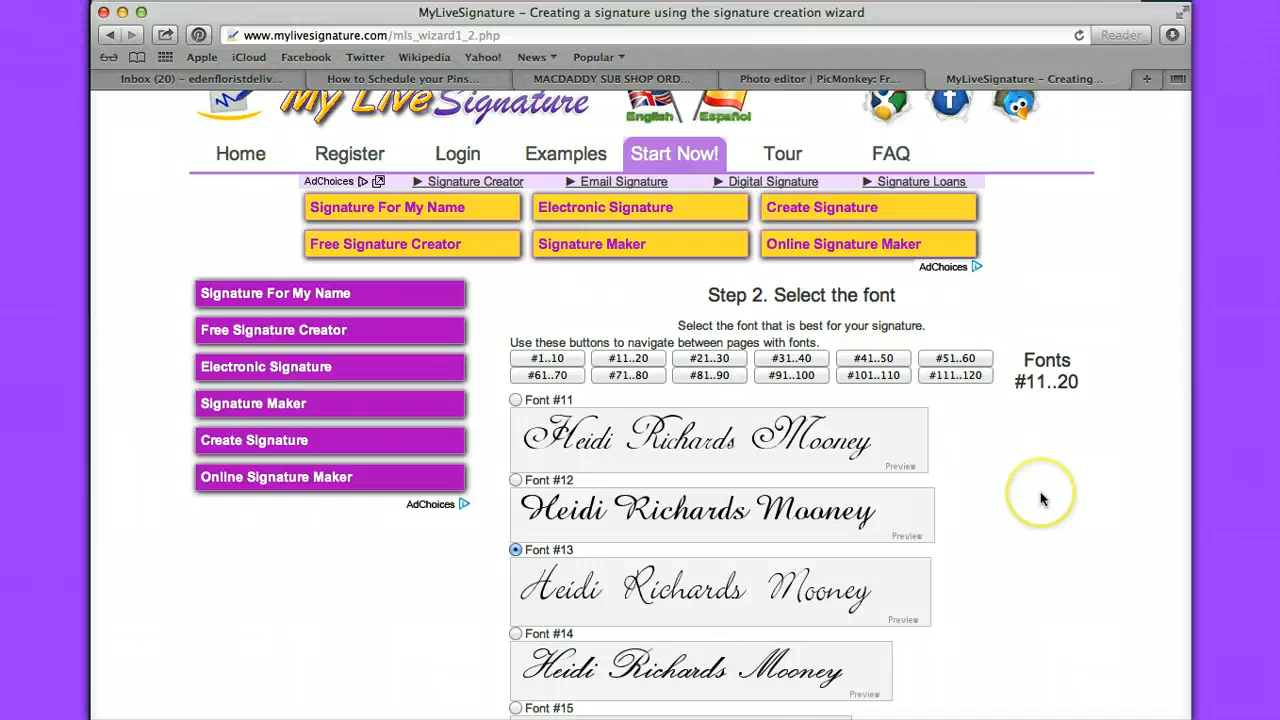 MyLiveSignature – Creating a signature using the signature creation wizard
www.mylivesignature.com/mls_wizard1_2.php
Reader
Apple iCloud Facebook Twitter Wikipedia Yahoo! News Popular
Inbox (20) – edenfloristdeliv... How to Schedule your Pins... MACDADDY SUB SHOP ORD... Photo editor | PicMonkey: Fr... MyLiveSignature – Creating...
My Live Signature English Español
Home Register Login Examples Start Now! Tour FAQ
AdChoices Signature Creator Email Signature Digital Signature Signature Loans
Signature For My Name Electronic Signature Create Signature
Free Signature Creator Signature Maker Online Signature Maker
AdChoices
Signature For My Name
Free Signature Creator
Electronic Signature
Signature Maker
Create Signature
Online Signature Maker
AdChoices
Step 2. Select the font
Select the font that is best for your signature.
Use these buttons to navigate between pages with fonts.
#1..10 #11..20 #21..30 #31..40 #41..50 #51..60
#61..70 #71..80 #81..90 #91..100 #101..110 #111..120
Fonts
#11..20
Font #11
Heidi Richards Mooney
Preview
Font #12
Heidi Richards Mooney
Preview
Font #13
Heidi Richards Mooney
Preview
Font #14
Heidi Richards Mooney
Preview
Font #15